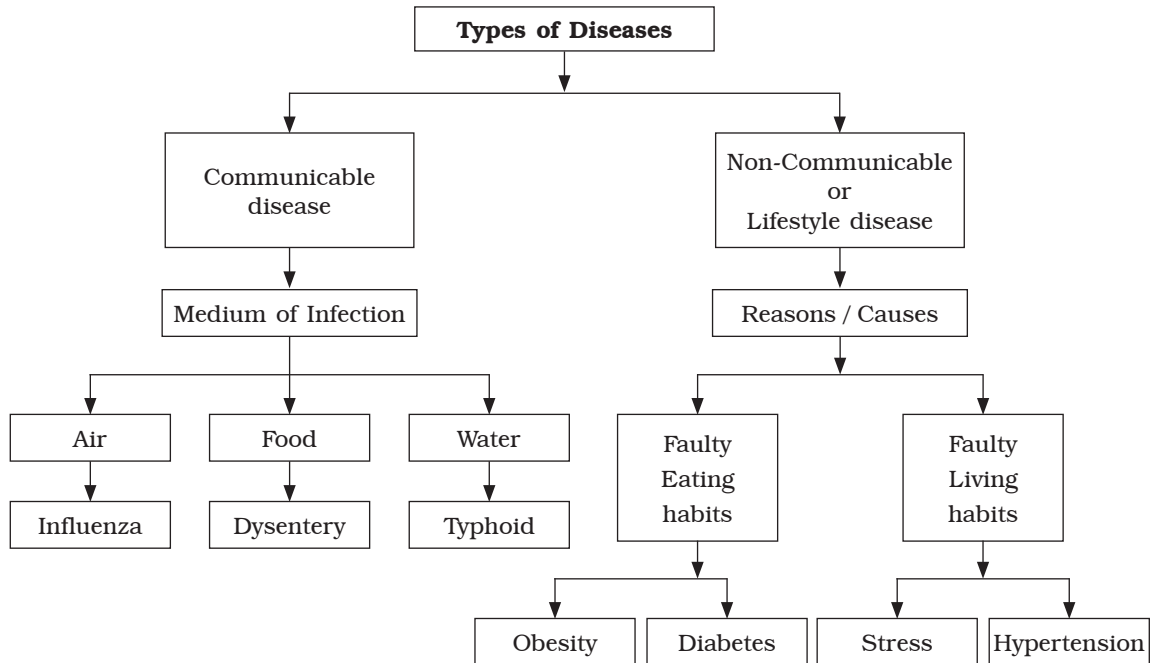 Types of Diseases
Communicable
disease
Non-Communicable
or
Lifestyle disease
Medium of Infection
Reasons / Causes
Air
Food
Water
Faulty
Eating
habits
Faulty
Living
habits
Influenza
Dysentery
Typhoid
Obesity
Diabetes
Stress
Hypertension